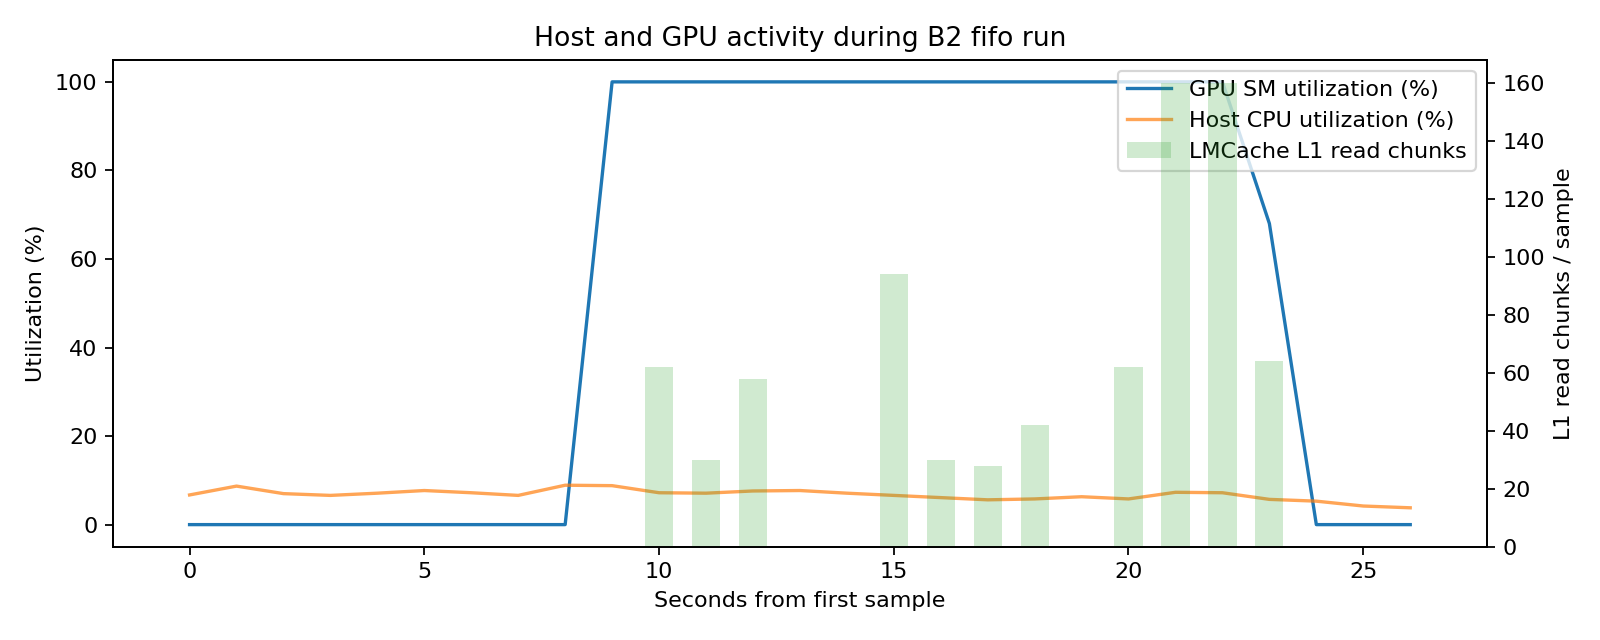 Host and GPU activity during B2 fifo run
GPU SM utilization (%)
Host CPU utilization (%)
LMCache L1 read chunks
Utilization (%)
100
80
60
40
20
0
160
140
120
100
80
60
40
20
0
L1 read chunks / sample
0 5 10 15 20 25
Seconds from first sample